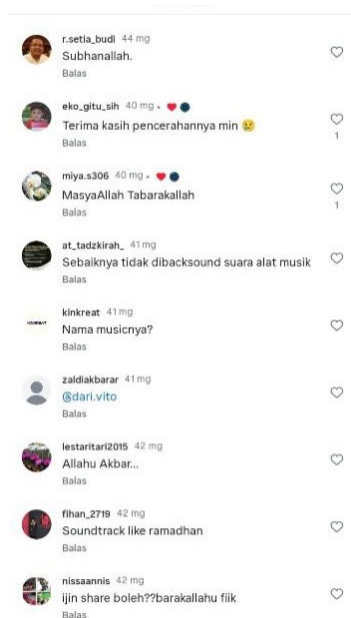 r.setia_budi 44 mg
Subhanallah.
Balas
eko_gitu_sih 40 mg •
Terima kasih pencerahannya min 😢
Balas
1
miya.s306 40 mg •
MasyaAllah Tabarakallah
Balas
1
at_tadzkirah_ 41 mg
Sebaiknya tidak dibacksound suara alat musik
Balas
kinkreat 41 mg
Nama musicnya?
Balas
zaldiakbarar 41 mg
@dari.vito
Balas
lestaritari2015 42 mg
Allahu Akbar...
Balas
fihan_2719 42 mg
Soundtrack like ramadhan
Balas
nissaannis 42 mg
ijin share boleh??barakallahu fiik
Balas